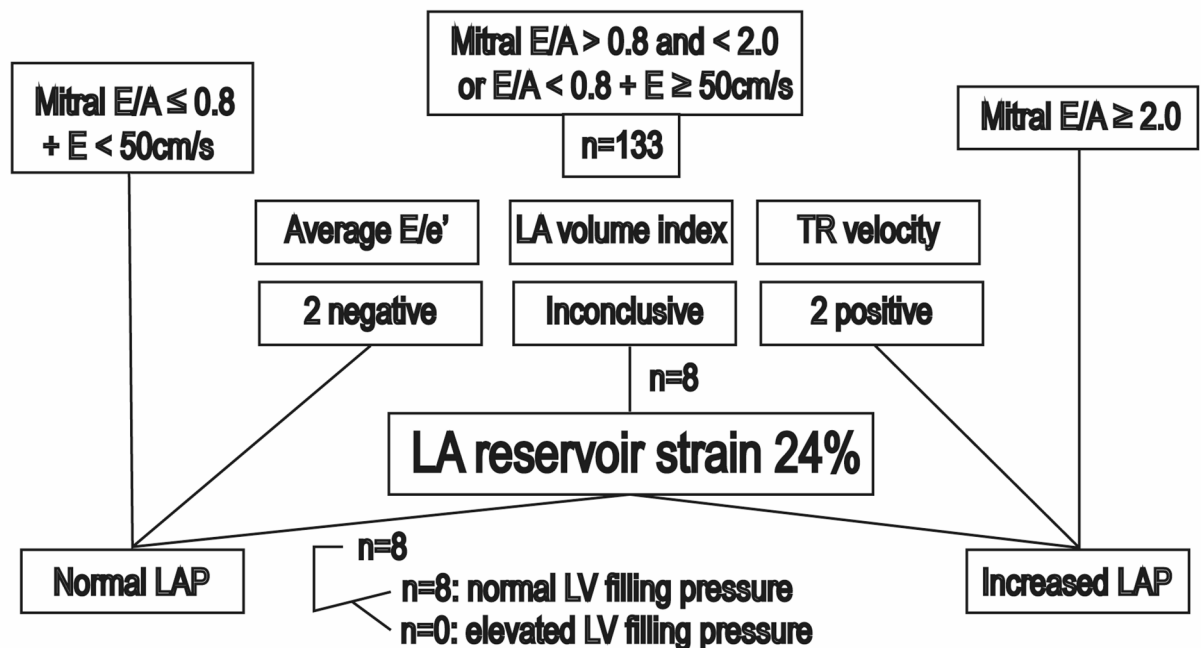 Mitral E/A > 0.8 and < 2.0
or E/A < 0.8 + E ≥ 50cm/s
n=133
Mitral E/A ≤ 0.8
+ E < 50cm/s
Mitral E/A ≥ 2.0
Average E/e’
LA volume index
TR velocity
2 negative
Inconclusive
2 positive
n=8
LA reservoir strain 24%
Normal LAP
n=8
n=8: normal LV filling pressure
n=0: elevated LV filling pressure
Increased LAP